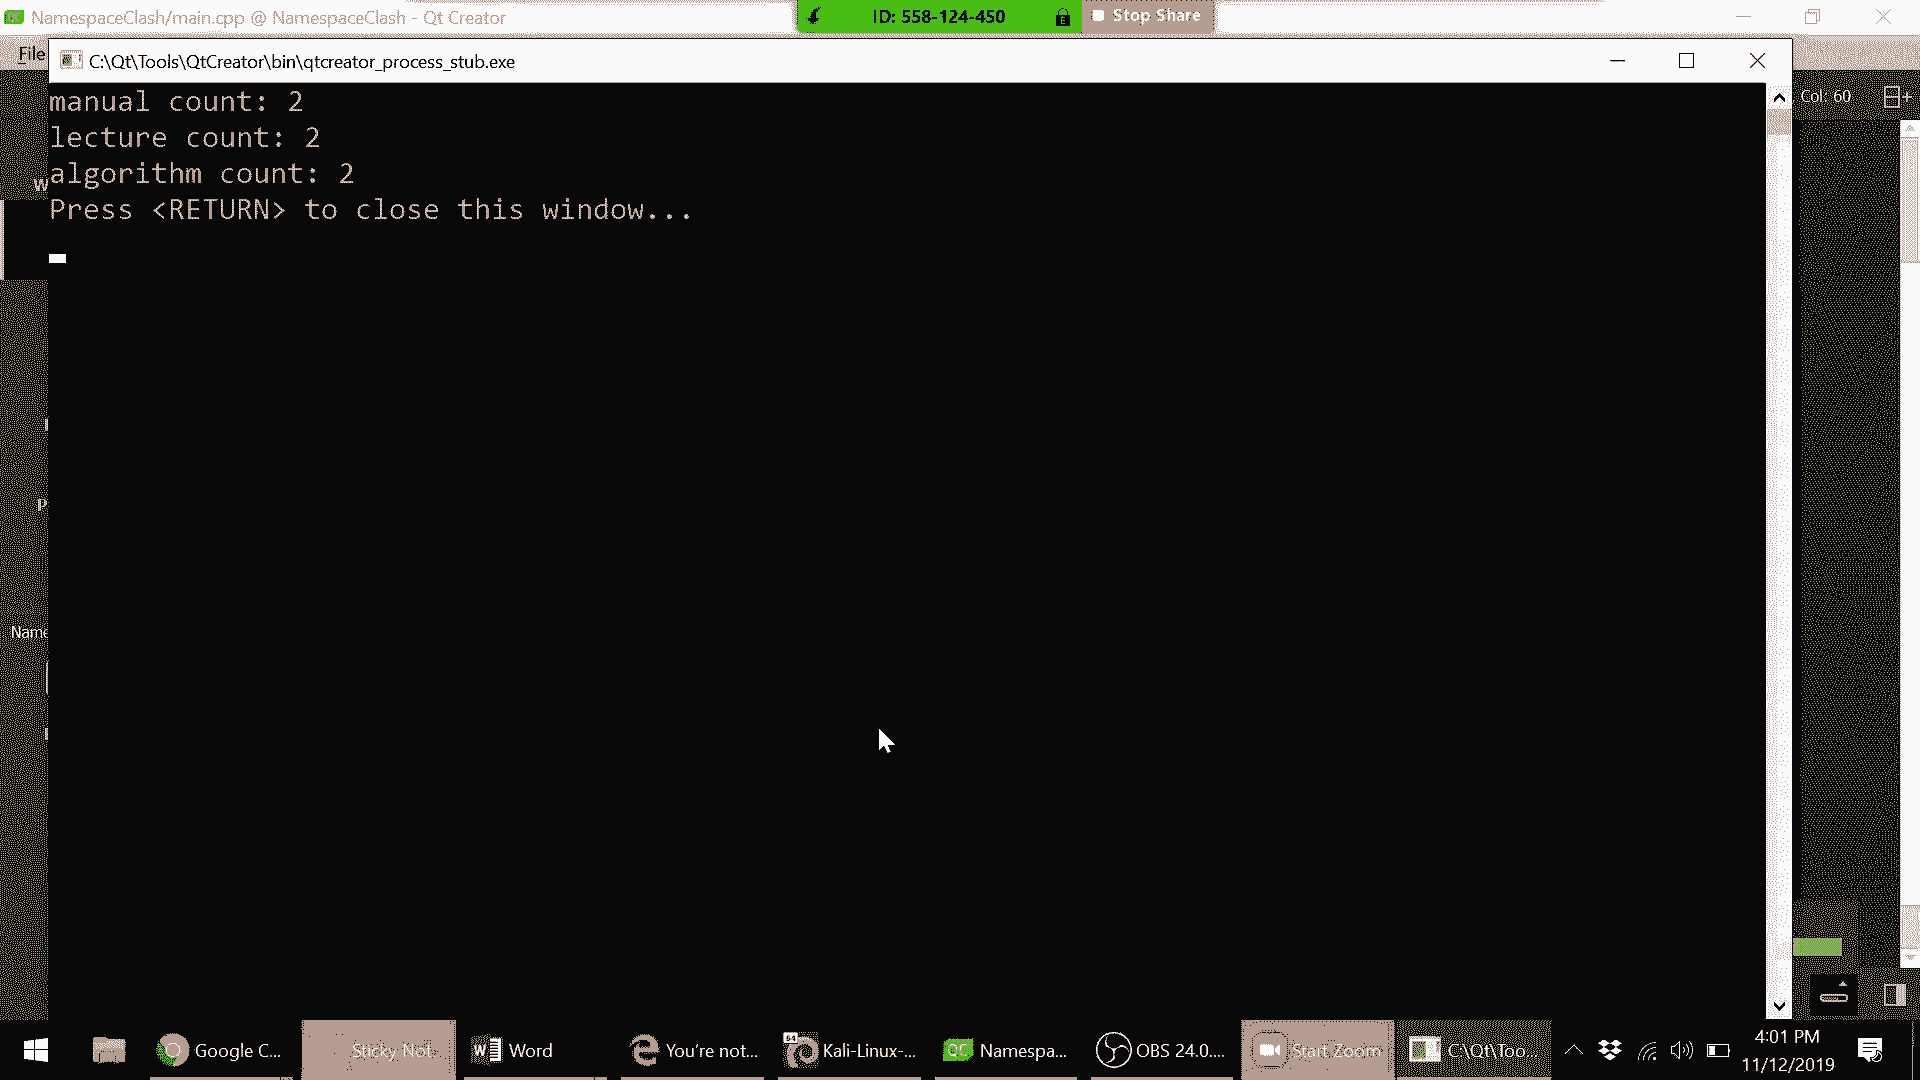 NamespaceClash/main.cpp @ NamespaceClash - Qt Creator
ID: 558-124-450
Stop Share
File
C:\Qt\Tools\QtCreator\bin\qtcreator_process_stub.exe
Col: 60
manual count: 2
lecture count: 2
algorithm count: 2
Press <RETURN> to close this window...
Name
Google C...
Sticky Not...
Word
You're not...
64
Kali-Linux-...
QC
Namespa...
OBS 24.0....
Start Zoom
C:\Qt\Too...
4:01 PM
11/12/2019